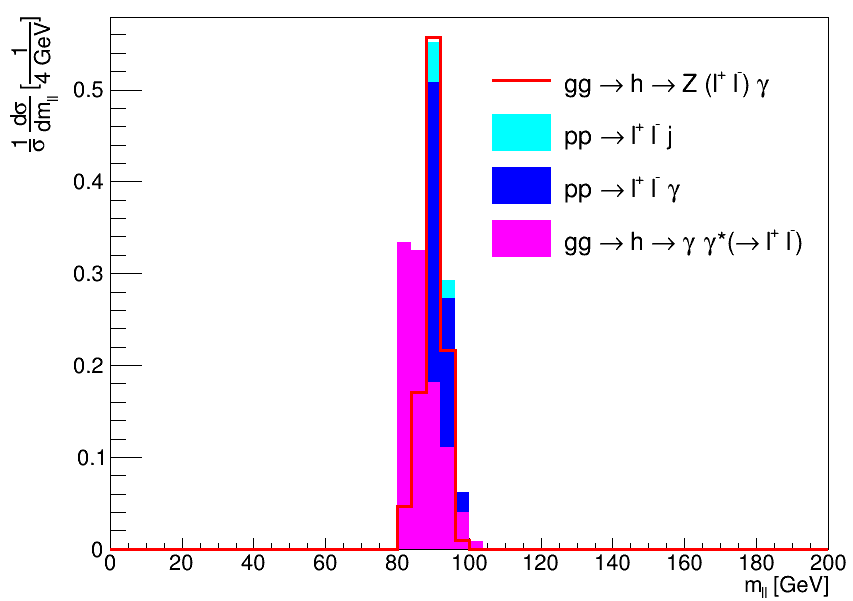 1/σ dσ/dm_ll [1/4 GeV]
0.5
0.4
0.3
0.2
0.1
0
gg → h → Z (l⁺ l⁻) γ
pp → l⁺ l⁻ j
pp → l⁺ l⁻ γ
gg → h → γ γ*(→ l⁺ l⁻)
0 20 40 60 80 100 120 140 160 180 200
m_ll [GeV]